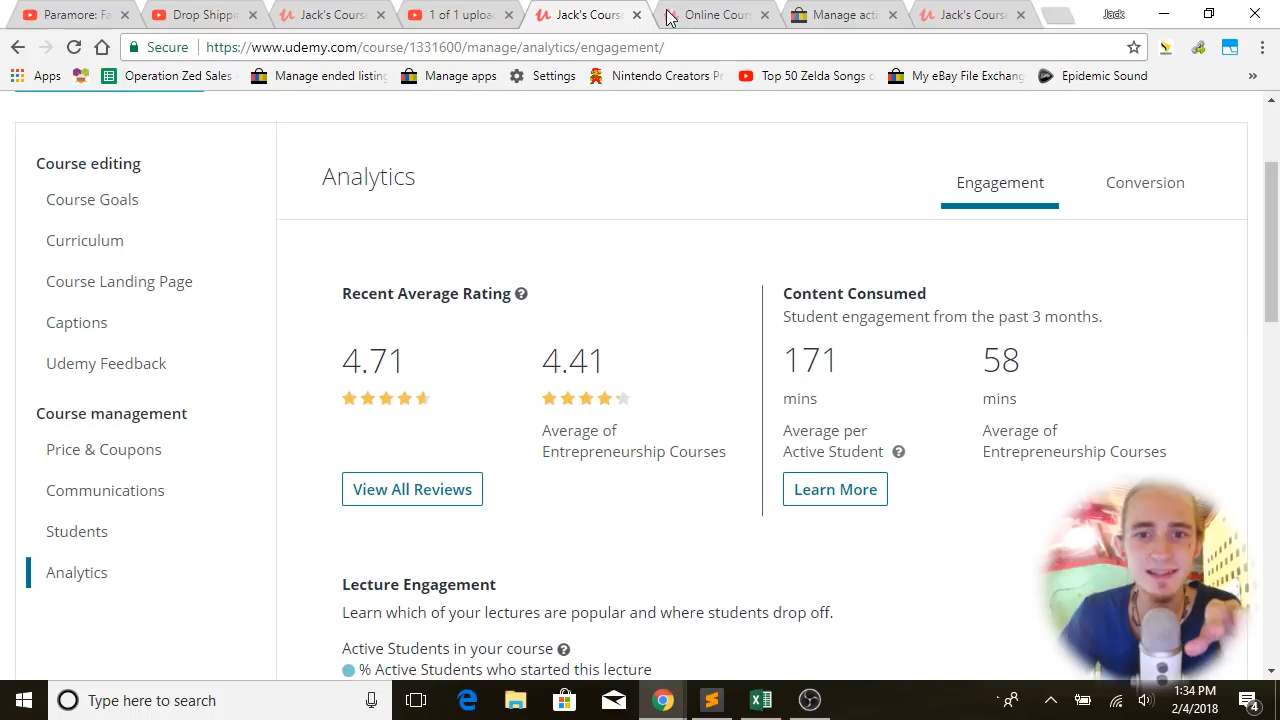 Paramore: Fa
Drop Shippin
Jack's Cours
1 of 1 uploa
Jack's Cours
Online Cour
Manage acti
Jack's Cours
Jack
Secure
https://www.udemy.com/course/1331600/manage/analytics/engagement/
Apps
Operation Zed Sales
Manage ended listing
Manage apps
Settings
Nintendo Creators Pr
Top 50 Zelda Songs o
My eBay File Exchang
Epidemic Sound
»
Course editing
Course Goals
Curriculum
Course Landing Page
Captions
Udemy Feedback
Course management
Price & Coupons
Communications
Students
Analytics
Analytics
Engagement
Conversion
Recent Average Rating ?
4.71
4.41
Average of
Entrepreneurship Courses
View All Reviews
Content Consumed
Student engagement from the past 3 months.
171
mins
Average per
Active Student ?
58
mins
Average of
Entrepreneurship Courses
Learn More
Lecture Engagement
Learn which of your lectures are popular and where students drop off.
Active Students in your course ?
% Active Students who started this lecture
Type here to search
1:34 PM
2/4/2018
4